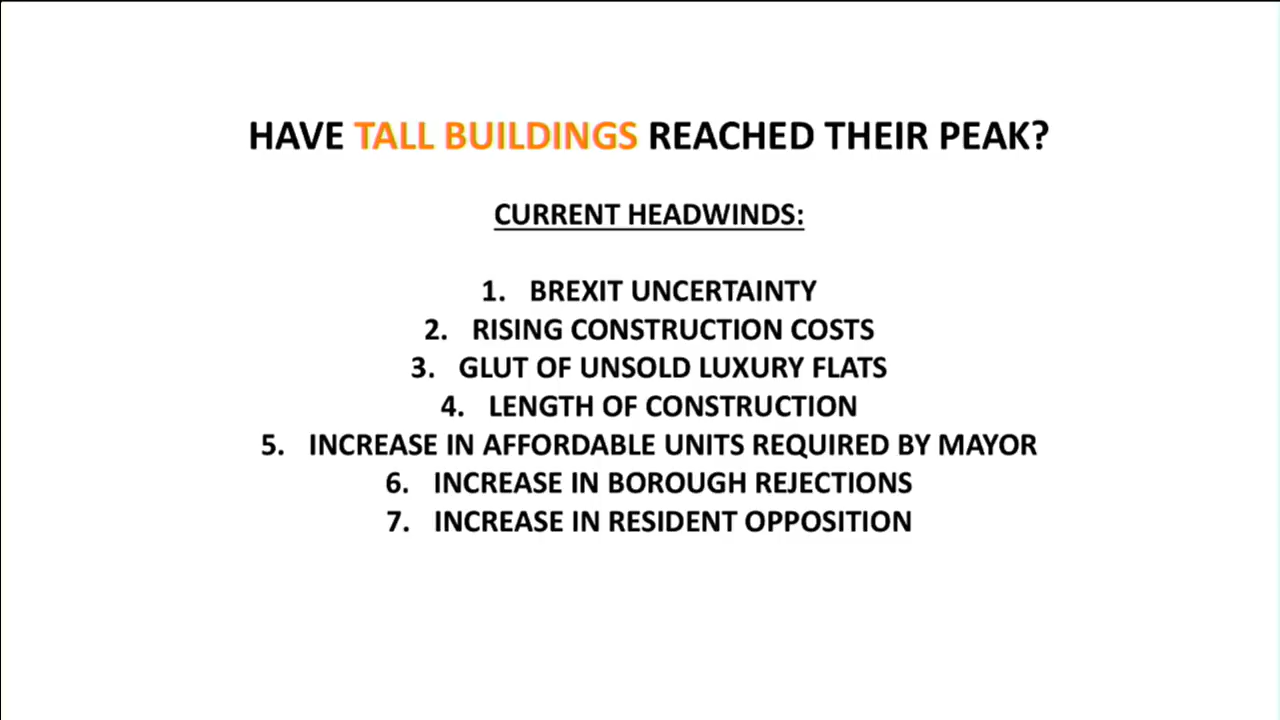 HAVE TALL BUILDINGS REACHED THEIR PEAK?
CURRENT HEADWINDS:
1. BREXIT UNCERTAINTY
2. RISING CONSTRUCTION COSTS
3. GLUT OF UNSOLD LUXURY FLATS
4. LENGTH OF CONSTRUCTION
5. INCREASE IN AFFORDABLE UNITS REQUIRED BY MAYOR
6. INCREASE IN BOROUGH REJECTIONS
7. INCREASE IN RESIDENT OPPOSITION